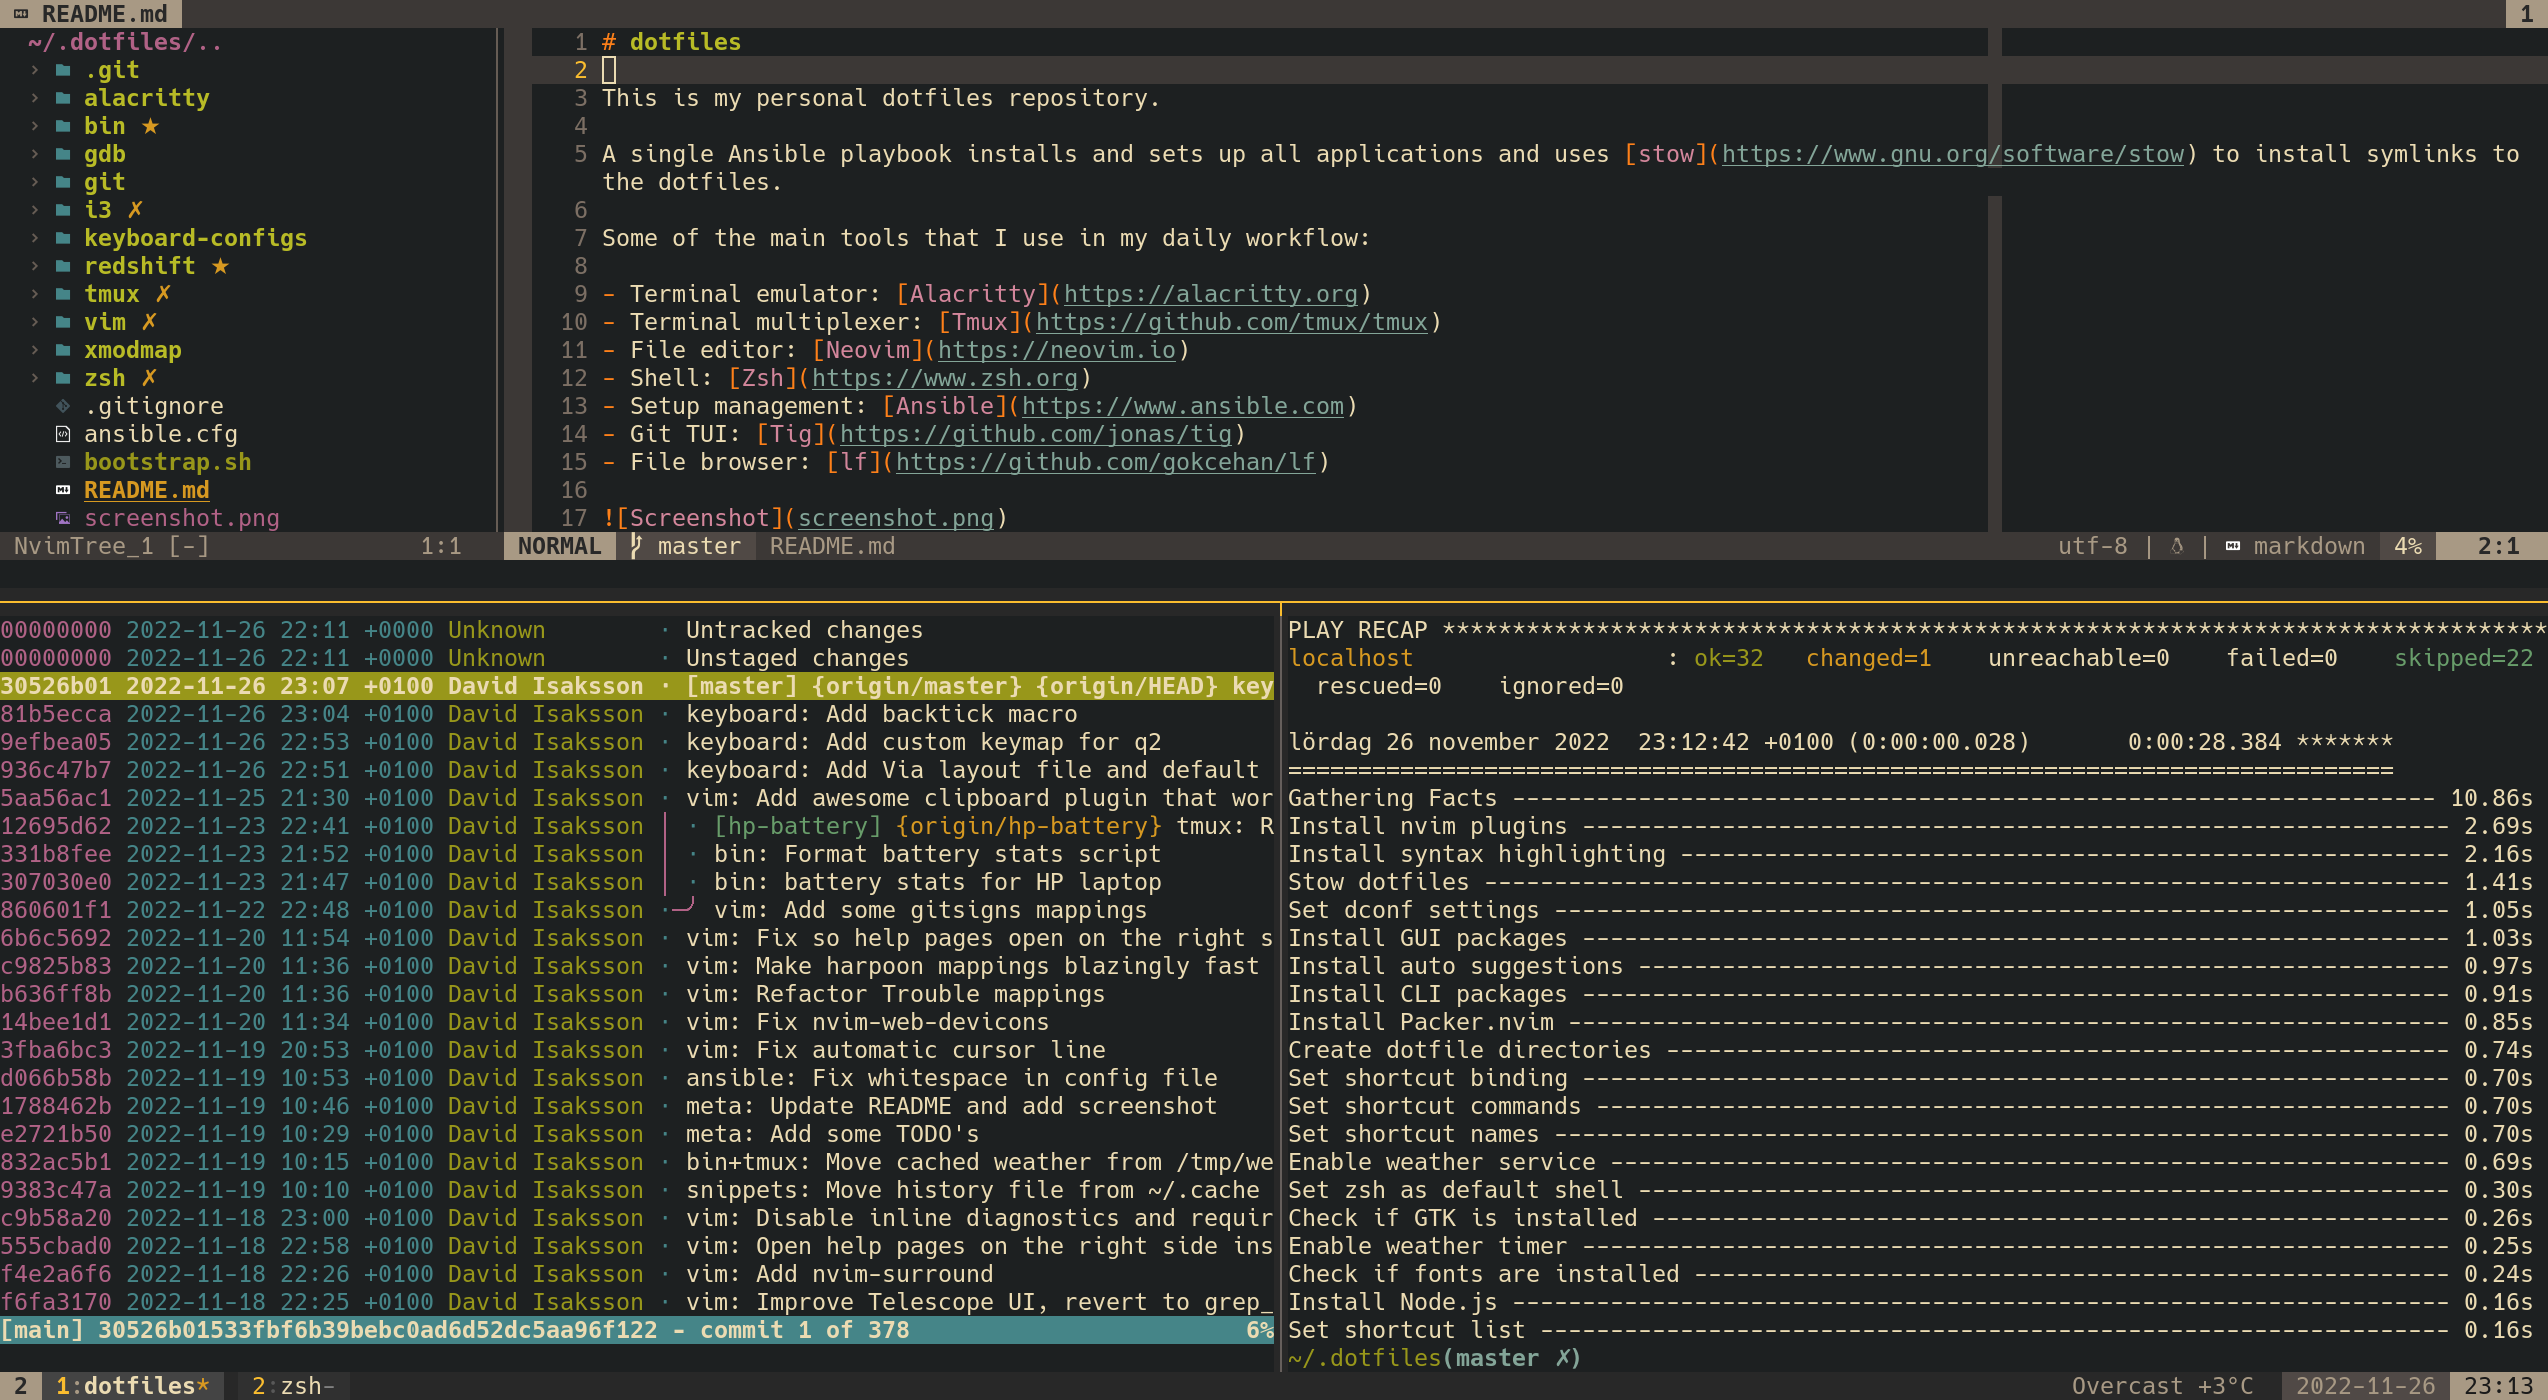 README.md 1
~/.dotfiles/..
› .git
› alacritty
› bin ★
› gdb
› git
› i3 ✗
› keyboard-configs
› redshift ★
› tmux ✗
› vim ✗
› xmodmap
› zsh ✗
.gitignore
ansible.cfg
bootstrap.sh
README.md
screenshot.png
NvimTree_1 [-] 1:1
1 # dotfiles
2
3 This is my personal dotfiles repository.
4
5 A single Ansible playbook installs and sets up all applications and uses [stow](https://www.gnu.org/software/stow) to install symlinks to
the dotfiles.
6
7 Some of the main tools that I use in my daily workflow:
8
9 - Terminal emulator: [Alacritty](https://alacritty.org)
10 - Terminal multiplexer: [Tmux](https://github.com/tmux/tmux)
11 - File editor: [Neovim](https://neovim.io)
12 - Shell: [Zsh](https://www.zsh.org)
13 - Setup management: [Ansible](https://www.ansible.com)
14 - Git TUI: [Tig](https://github.com/jonas/tig)
15 - File browser: [lf](https://github.com/gokcehan/lf)
16
17 ![Screenshot](screenshot.png)
NORMAL master README.md utf-8 | | markdown 4% 2:1
00000000 2022-11-26 22:11 +0000 Unknown · Untracked changes
00000000 2022-11-26 22:11 +0000 Unknown · Unstaged changes
30526b01 2022-11-26 23:07 +0100 David Isaksson · [master] {origin/master} {origin/HEAD} key
81b5ecca 2022-11-26 23:04 +0100 David Isaksson · keyboard: Add backtick macro
9efbea05 2022-11-26 22:53 +0100 David Isaksson · keyboard: Add custom keymap for q2
936c47b7 2022-11-26 22:51 +0100 David Isaksson · keyboard: Add Via layout file and default
5aa56ac1 2022-11-25 21:30 +0100 David Isaksson · vim: Add awesome clipboard plugin that wor
12695d62 2022-11-23 22:41 +0100 David Isaksson │ · [hp-battery] {origin/hp-battery} tmux: R
331b8fee 2022-11-23 21:52 +0100 David Isaksson │ · bin: Format battery stats script
307030e0 2022-11-23 21:47 +0100 David Isaksson │ · bin: battery stats for HP laptop
860601f1 2022-11-22 22:48 +0100 David Isaksson ·─╯ vim: Add some gitsigns mappings
6b6c5692 2022-11-20 11:54 +0100 David Isaksson · vim: Fix so help pages open on the right s
c9825b83 2022-11-20 11:36 +0100 David Isaksson · vim: Make harpoon mappings blazingly fast
b636ff8b 2022-11-20 11:36 +0100 David Isaksson · vim: Refactor Trouble mappings
14bee1d1 2022-11-20 11:34 +0100 David Isaksson · vim: Fix nvim-web-devicons
3fba6bc3 2022-11-19 20:53 +0100 David Isaksson · vim: Fix automatic cursor line
d066b58b 2022-11-19 10:53 +0100 David Isaksson · ansible: Fix whitespace in config file
1788462b 2022-11-19 10:46 +0100 David Isaksson · meta: Update README and add screenshot
e2721b50 2022-11-19 10:29 +0100 David Isaksson · meta: Add some TODO's
832ac5b1 2022-11-19 10:15 +0100 David Isaksson · bin+tmux: Move cached weather from /tmp/we
9383c47a 2022-11-19 10:10 +0100 David Isaksson · snippets: Move history file from ~/.cache
c9b58a20 2022-11-18 23:00 +0100 David Isaksson · vim: Disable inline diagnostics and requir
555cbad0 2022-11-18 22:58 +0100 David Isaksson · vim: Open help pages on the right side ins
f4e2a6f6 2022-11-18 22:26 +0100 David Isaksson · vim: Add nvim-surround
f6fa3170 2022-11-18 22:25 +0100 David Isaksson · vim: Improve Telescope UI, revert to grep_
[main] 30526b01533fbf6b39bebc0ad6d52dc5aa96f122 - commit 1 of 378 6%
PLAY RECAP *******************************************************************************
localhost : ok=32 changed=1 unreachable=0 failed=0 skipped=22
rescued=0 ignored=0
lördag 26 november 2022 23:12:42 +0100 (0:00:00.028) 0:00:28.384 *******
===============================================================================
Gathering Facts ------------------------------------------------------------------ 10.86s
Install nvim plugins -------------------------------------------------------------- 2.69s
Install syntax highlighting ------------------------------------------------------- 2.16s
Stow dotfiles --------------------------------------------------------------------- 1.41s
Set dconf settings ---------------------------------------------------------------- 1.05s
Install GUI packages -------------------------------------------------------------- 1.03s
Install auto suggestions ---------------------------------------------------------- 0.97s
Install CLI packages -------------------------------------------------------------- 0.91s
Install Packer.nvim --------------------------------------------------------------- 0.85s
Create dotfile directories -------------------------------------------------------- 0.74s
Set shortcut binding -------------------------------------------------------------- 0.70s
Set shortcut commands ------------------------------------------------------------- 0.70s
Set shortcut names ---------------------------------------------------------------- 0.70s
Enable weather service ------------------------------------------------------------ 0.69s
Set zsh as default shell ---------------------------------------------------------- 0.30s
Check if GTK is installed --------------------------------------------------------- 0.26s
Enable weather timer -------------------------------------------------------------- 0.25s
Check if fonts are installed ------------------------------------------------------ 0.24s
Install Node.js ------------------------------------------------------------------- 0.16s
Set shortcut list ----------------------------------------------------------------- 0.16s
~/.dotfiles(master ✗)
2 1:dotfiles* 2:zsh- Overcast +3°C 2022-11-26 23:13